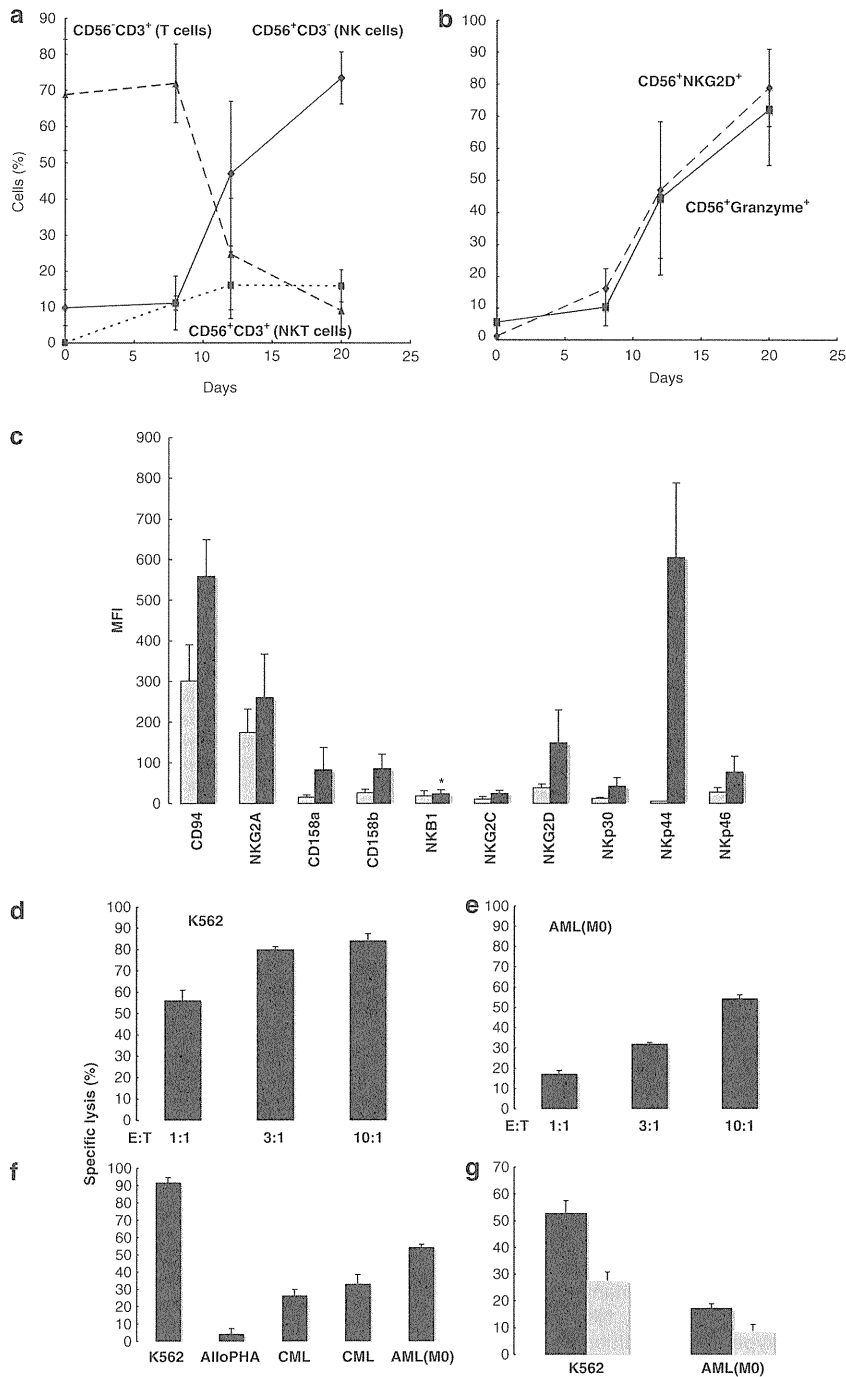 a
90
80
70
60
50
40
30
20
10
0
Cells (%)
CD56⁻CD3⁺ (T cells)
CD56⁺CD3⁻ (NK cells)
CD56⁺CD3⁺ (NKT cells)
0 5 10 15 20 25
Days
b
100
90
80
70
60
50
40
30
20
10
0
CD56⁺NKG2D⁺
CD56⁺Granzyme⁺
0 5 10 15 20 25
Days
c
900
800
700
600
500
400
300
200
100
0
MFI
*
CD94
NKG2A
CD158a
CD158b
NKB1
NKG2C
NKG2D
NKp30
NKp44
NKp46
d
100
90
80
70
60
50
40
30
20
10
0
K562
E:T 1:1 3:1 10:1
e
100
90
80
70
60
50
40
30
20
10
0
AML(M0)
E:T 1:1 3:1 10:1
Specific lysis (%)
f
100
90
80
70
60
50
40
30
20
10
0
K562 AlloPHA CML CML AML(M0)
g
70
60
50
40
30
20
10
0
K562 AML(M0)